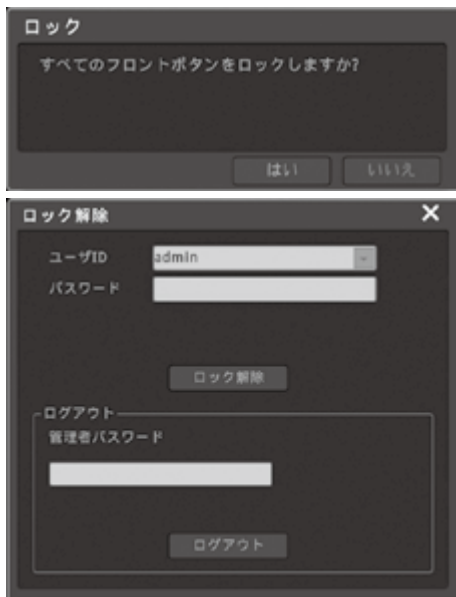 ロック
すべてのフロントボタンをロックしますか?
はい
いいえ
ロック解除
ユーザID
admin
パスワード
ロック解除
ログアウト
管理者パスワード
ログアウト